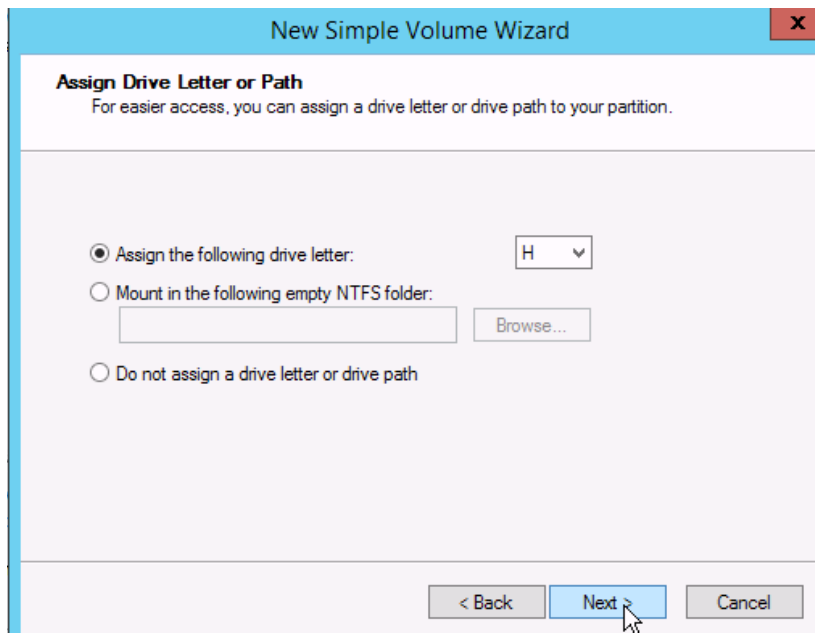 New Simple Volume Wizard
x
Assign Drive Letter or Path
For easier access, you can assign a drive letter or drive path to your partition.
Assign the following drive letter:
H
Mount in the following empty NTFS folder:
Browse...
Do not assign a drive letter or drive path
< Back
Next >
Cancel